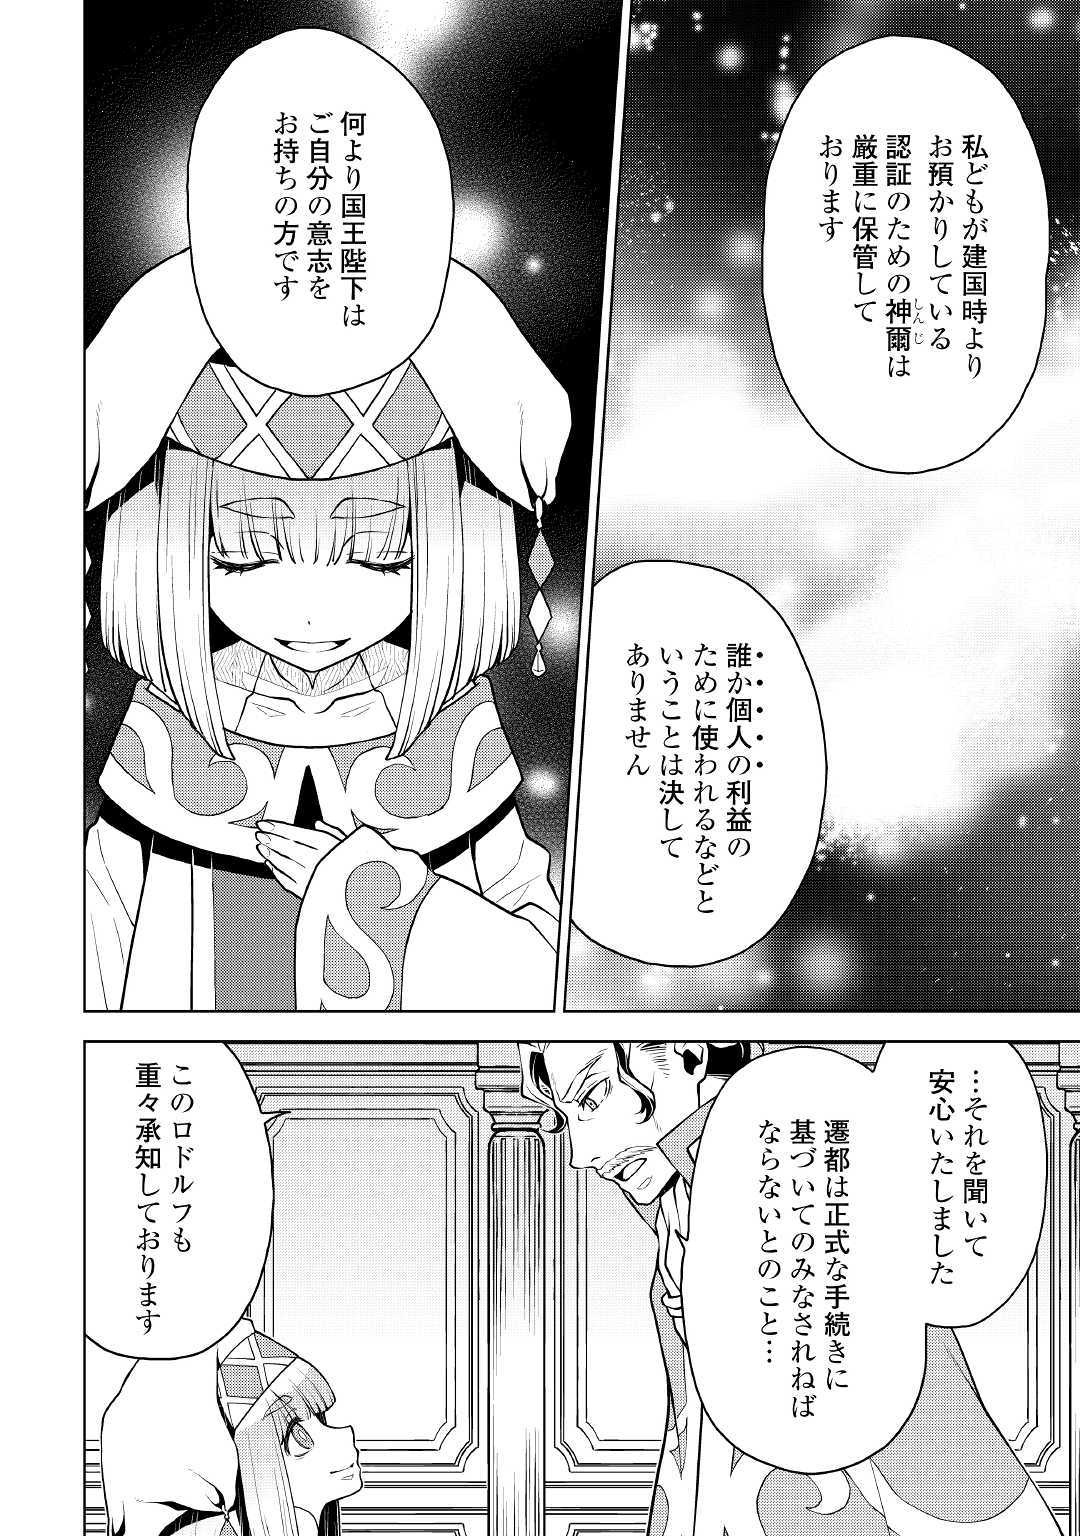 私どもが建国時より
お預かりしている
認証のための神爾は
しんじ
厳重に保管して
おります
誰か個人の利益の
ために使われるなどと
いうことは決して
ありません
何より国王陛下は
ご自分の意志を
お持ちの方です
…それを聞いて
安心いたしました
遷都は正式な手続きに
基づいてのみなされねば
ならないとのこと…
このロドルフも
重々承知しております